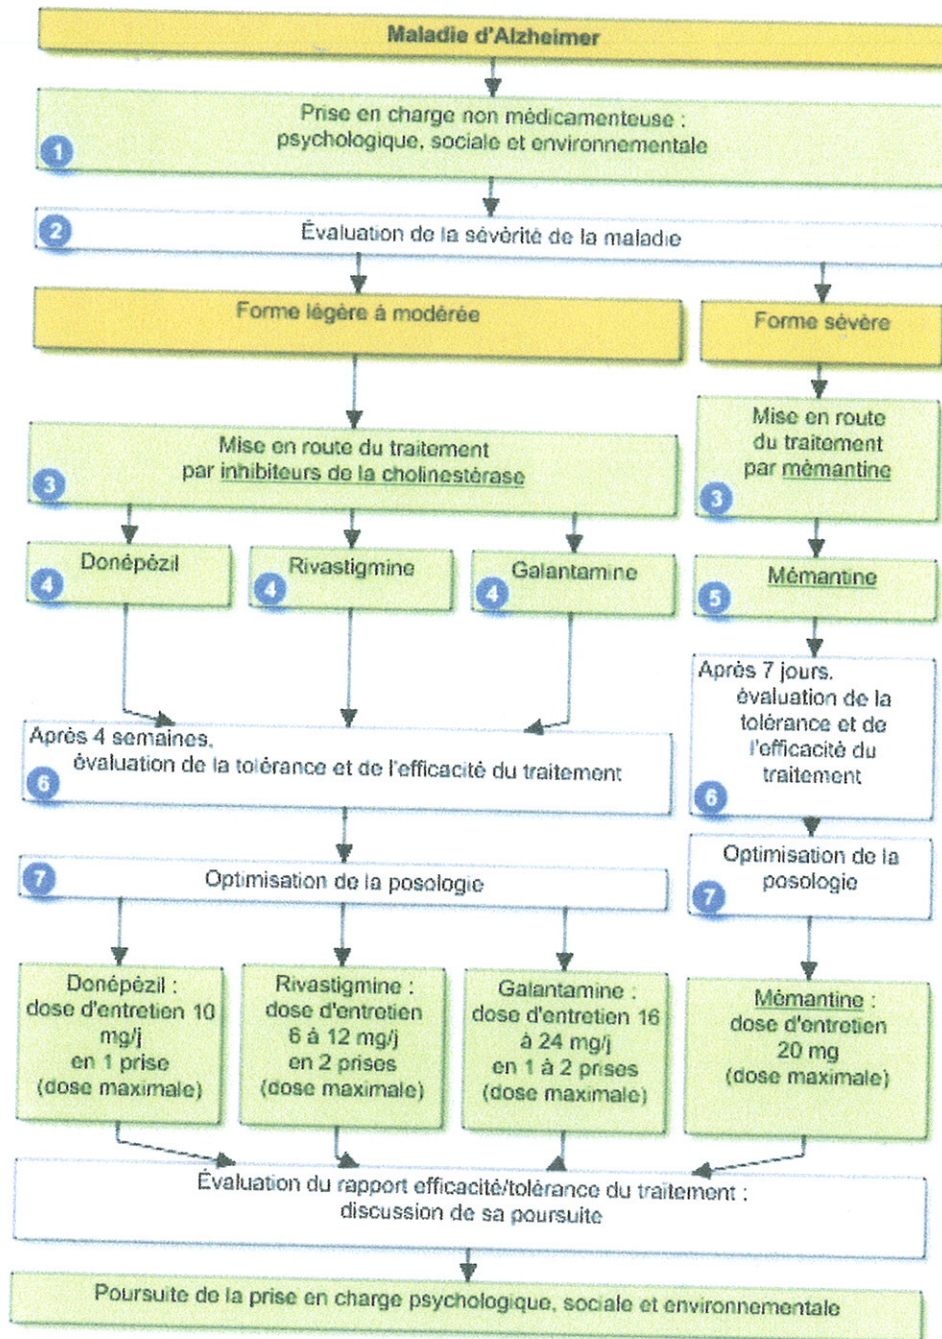 Maladie d'Alzheimer
Prise en charge non médicamenteuse :
psychologique, sociale et environnementale
1
2
Évaluation de la sévérité de la maladie
Forme légère à modérée
Forme sévère
Mise en route du traitement
par inhibiteurs de la cholinestérase
3
Mise en route
du traitement
par mémantine
3
Donépézil
4
Rivastigmine
4
Galantamine
4
Mémantine
5
Après 4 semaines,
évaluation de la tolérance et de l'efficacité du traitement
6
Après 7 jours,
évaluation de la
tolérance et de
l'efficacité du
traitement
6
7
Optimisation de la posologie
Optimisation de la
posologie
7
Donépézil :
dose d'entretien 10
mg/j
en 1 prise
(dose maximale)
Rivastigmine :
dose d'entretien
6 à 12 mg/j
en 2 prises
(dose maximale)
Galantamine :
dose d'entretien 16
à 24 mg/j
en 1 à 2 prises
(dose maximale)
Mémantine :
dose d'entretien
20 mg
(dose maximale)
Évaluation du rapport efficacité/tolérance du traitement :
discussion de sa poursuite
Poursuite de la prise en charge psychologique, sociale et environnementale